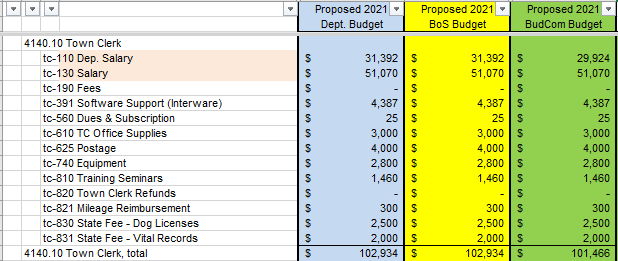 Proposed 2021 Proposed 2021 Proposed 2021
Dept. Budget BoS Budget BudCom Budget
4140.10 Town Clerk
tc-110 Dep. Salary $ 31,392 $ 31,392 $ 29,924
tc-130 Salary $ 51,070 $ 51,070 $ 51,070
tc-190 Fees $ - $ - $ -
tc-391 Software Support (Interware) $ 4,387 $ 4,387 $ 4,387
tc-560 Dues & Subscription $ 25 $ 25 $ 25
tc-610 TC Office Supplies $ 3,000 $ 3,000 $ 3,000
tc-625 Postage $ 4,000 $ 4,000 $ 4,000
tc-740 Equipment $ 2,800 $ 2,800 $ 2,800
tc-810 Training Seminars $ 1,460 $ 1,460 $ 1,460
tc-820 Town Clerk Refunds $ - $ - $ -
tc-821 Mileage Reimbursement $ 300 $ 300 $ 300
tc-830 State Fee - Dog Licenses $ 2,500 $ 2,500 $ 2,500
tc-831 State Fee - Vital Records $ 2,000 $ 2,000 $ 2,000
4140.10 Town Clerk, total $ 102,934 $ 102,934 $ 101,466